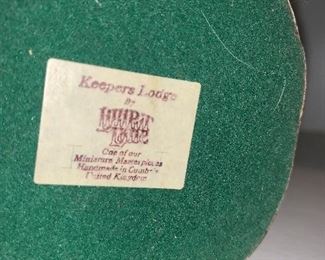 Keepers Lodge
By
LILLIPUT
LANE
One of our
Miniature Masterpieces
Handmade in Cumbria
United Kingdom